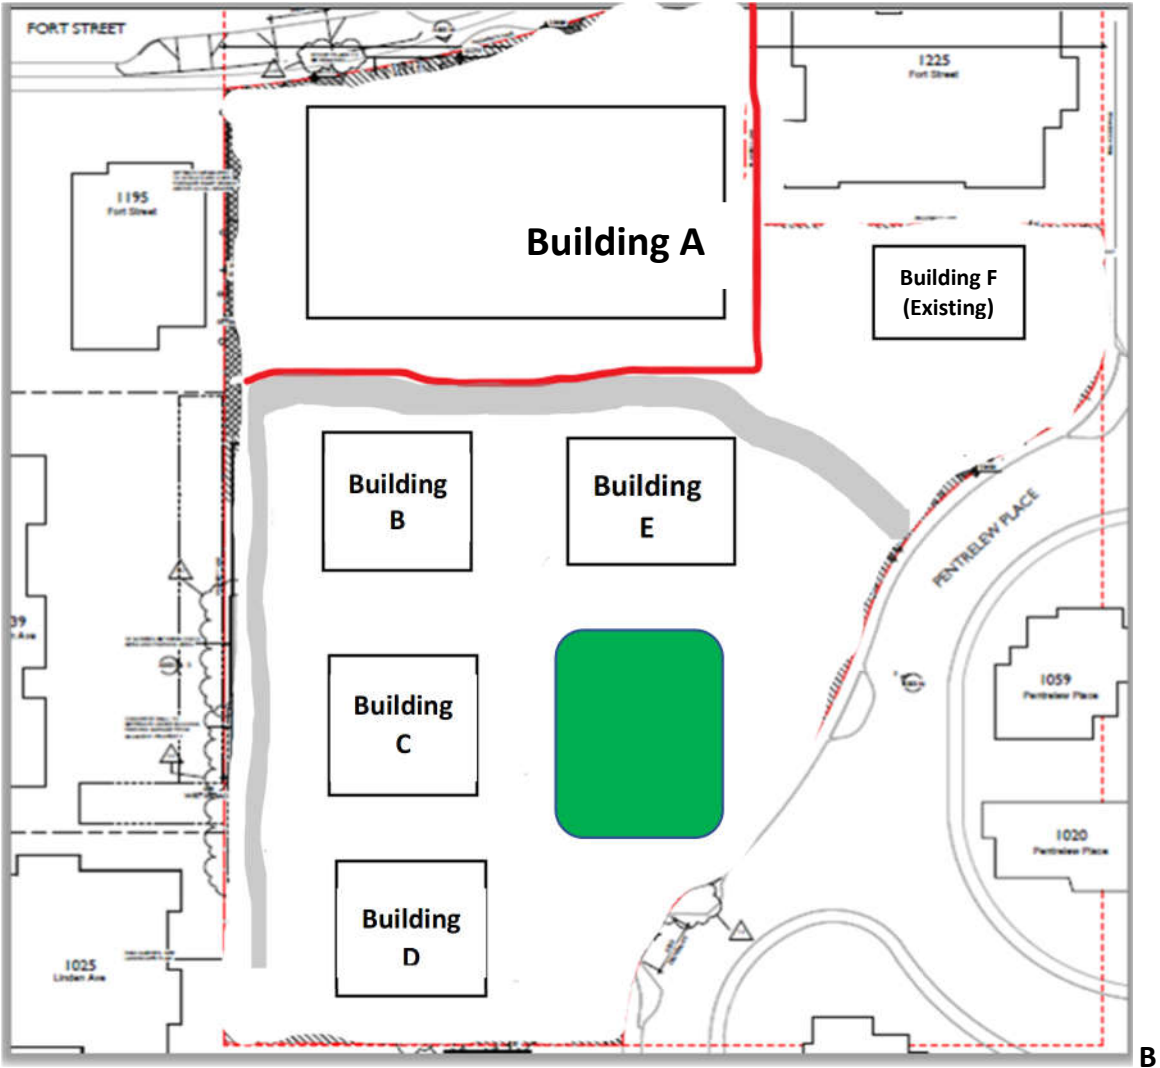 FORT STREET
1225
Fort Street
1195
Fort Street
Building A
Building F
(Existing)
Building
B
Building
E
PENTRELEW PLACE
39
n Ave
Building
C
1059
Pentrelew Place
1020
Pentrelew Place
Building
D
1025
Linden Ave
B